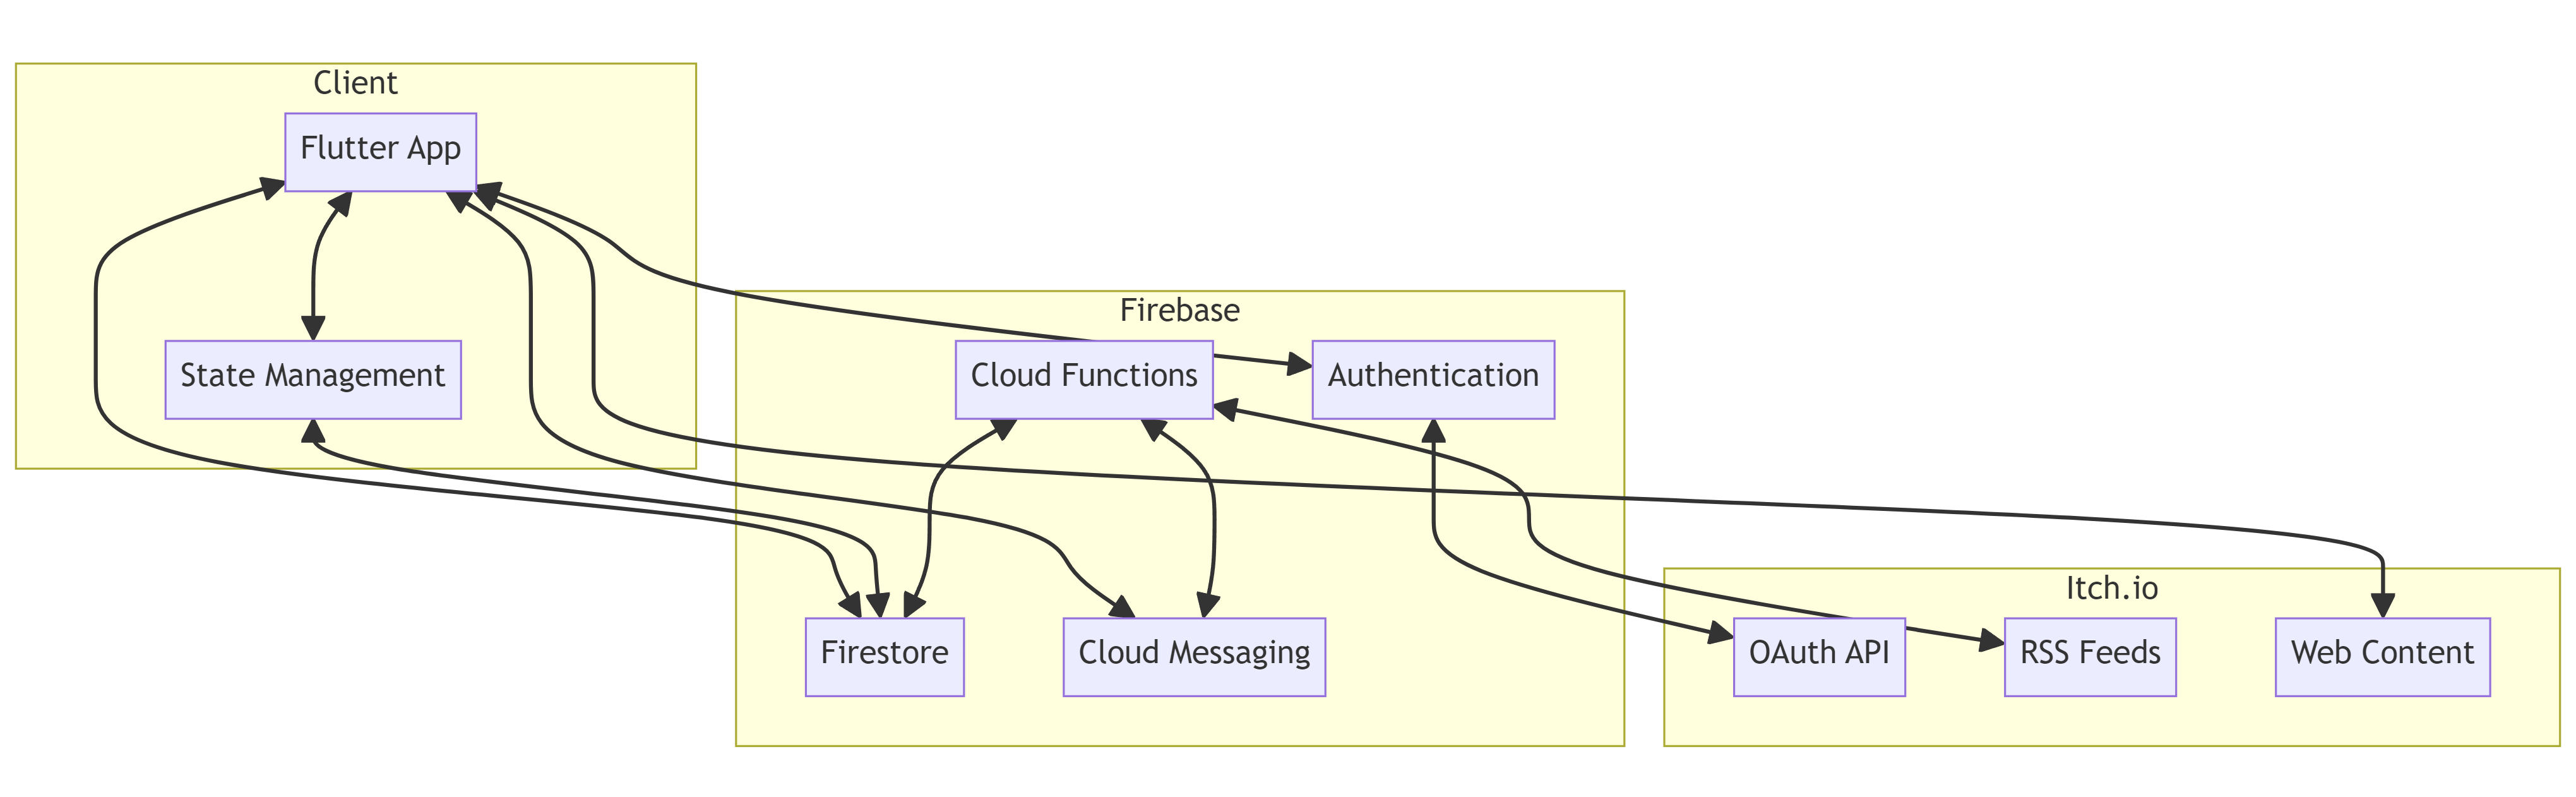 Client
Flutter App
State Management
Firebase
Cloud Functions
Authentication
Firestore
Cloud Messaging
Itch.io
OAuth API
RSS Feeds
Web Content